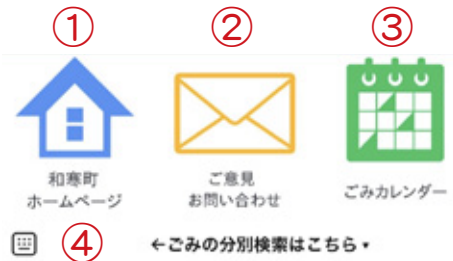 ① ② ③
和寒町
ホームページ
ご意見
お問い合わせ
ごみカレンダー
④ ←ごみの分別検索はこちら▼